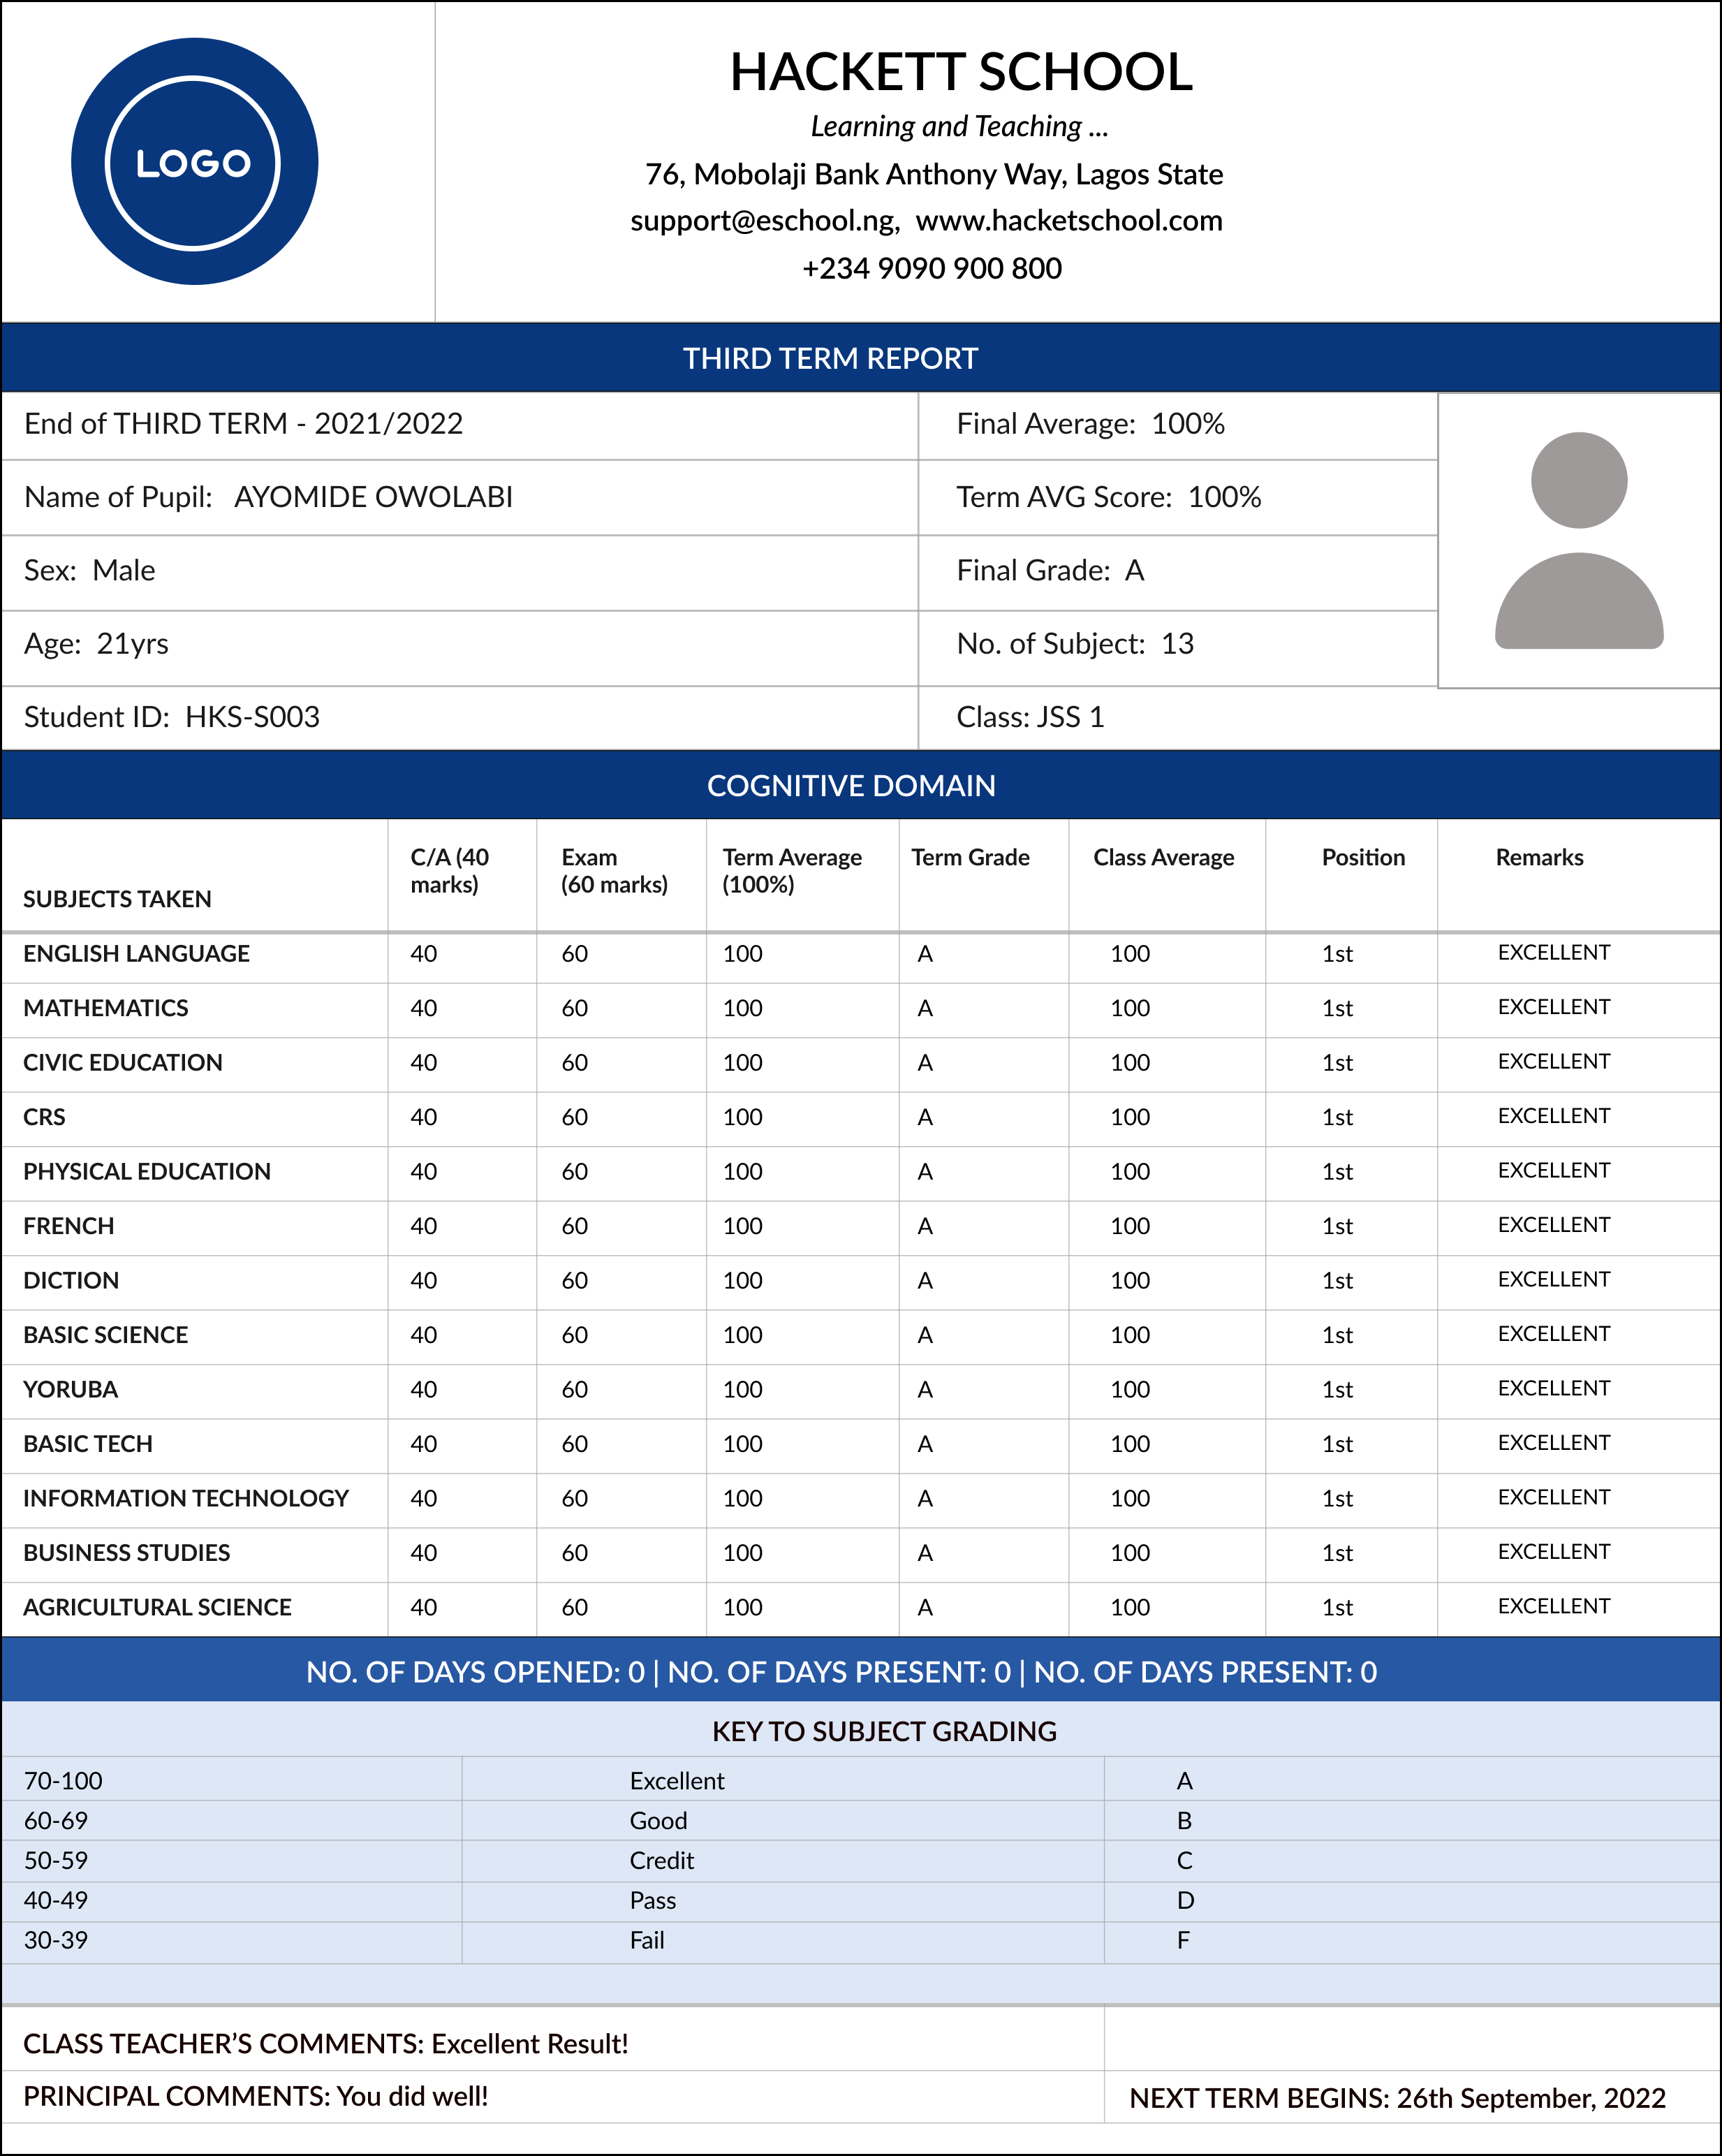 LOGO
HACKETT SCHOOL
Learning and Teaching ...
76, Mobolaji Bank Anthony Way, Lagos State
support@eschool.ng,  www.hacketschool.com
+234 9090 900 800
THIRD TERM REPORT
End of THIRD TERM - 2021/2022 Final Average: 100%
Name of Pupil: AYOMIDE OWOLABI Term AVG Score: 100%
Sex: Male Final Grade: A
Age: 21yrs No. of Subject: 13
Student ID: HKS-S003 Class: JSS 1
COGNITIVE DOMAIN
SUBJECTS TAKEN C/A (40 marks) Exam (60 marks) Term Average (100%) Term Grade Class Average Position Remarks
ENGLISH LANGUAGE 40 60 100 A 100 1st EXCELLENT
MATHEMATICS 40 60 100 A 100 1st EXCELLENT
CIVIC EDUCATION 40 60 100 A 100 1st EXCELLENT
CRS 40 60 100 A 100 1st EXCELLENT
PHYSICAL EDUCATION 40 60 100 A 100 1st EXCELLENT
FRENCH 40 60 100 A 100 1st EXCELLENT
DICTION 40 60 100 A 100 1st EXCELLENT
BASIC SCIENCE 40 60 100 A 100 1st EXCELLENT
YORUBA 40 60 100 A 100 1st EXCELLENT
BASIC TECH 40 60 100 A 100 1st EXCELLENT
INFORMATION TECHNOLOGY 40 60 100 A 100 1st EXCELLENT
BUSINESS STUDIES 40 60 100 A 100 1st EXCELLENT
AGRICULTURAL SCIENCE 40 60 100 A 100 1st EXCELLENT
NO. OF DAYS OPENED: 0 | NO. OF DAYS PRESENT: 0 | NO. OF DAYS PRESENT: 0
KEY TO SUBJECT GRADING
70-100 Excellent A
60-69 Good B
50-59 Credit C
40-49 Pass D
30-39 Fail F
CLASS TEACHER’S COMMENTS: Excellent Result!
PRINCIPAL COMMENTS: You did well! NEXT TERM BEGINS: 26th September, 2022